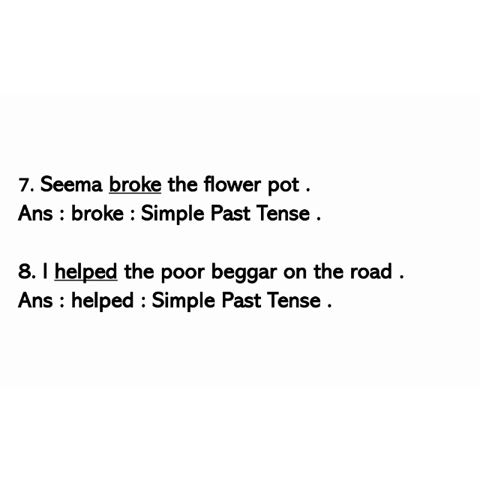 7. Seema broke the flower pot .
Ans : broke : Simple Past Tense .
8. I helped the poor beggar on the road .
Ans : helped : Simple Past Tense .